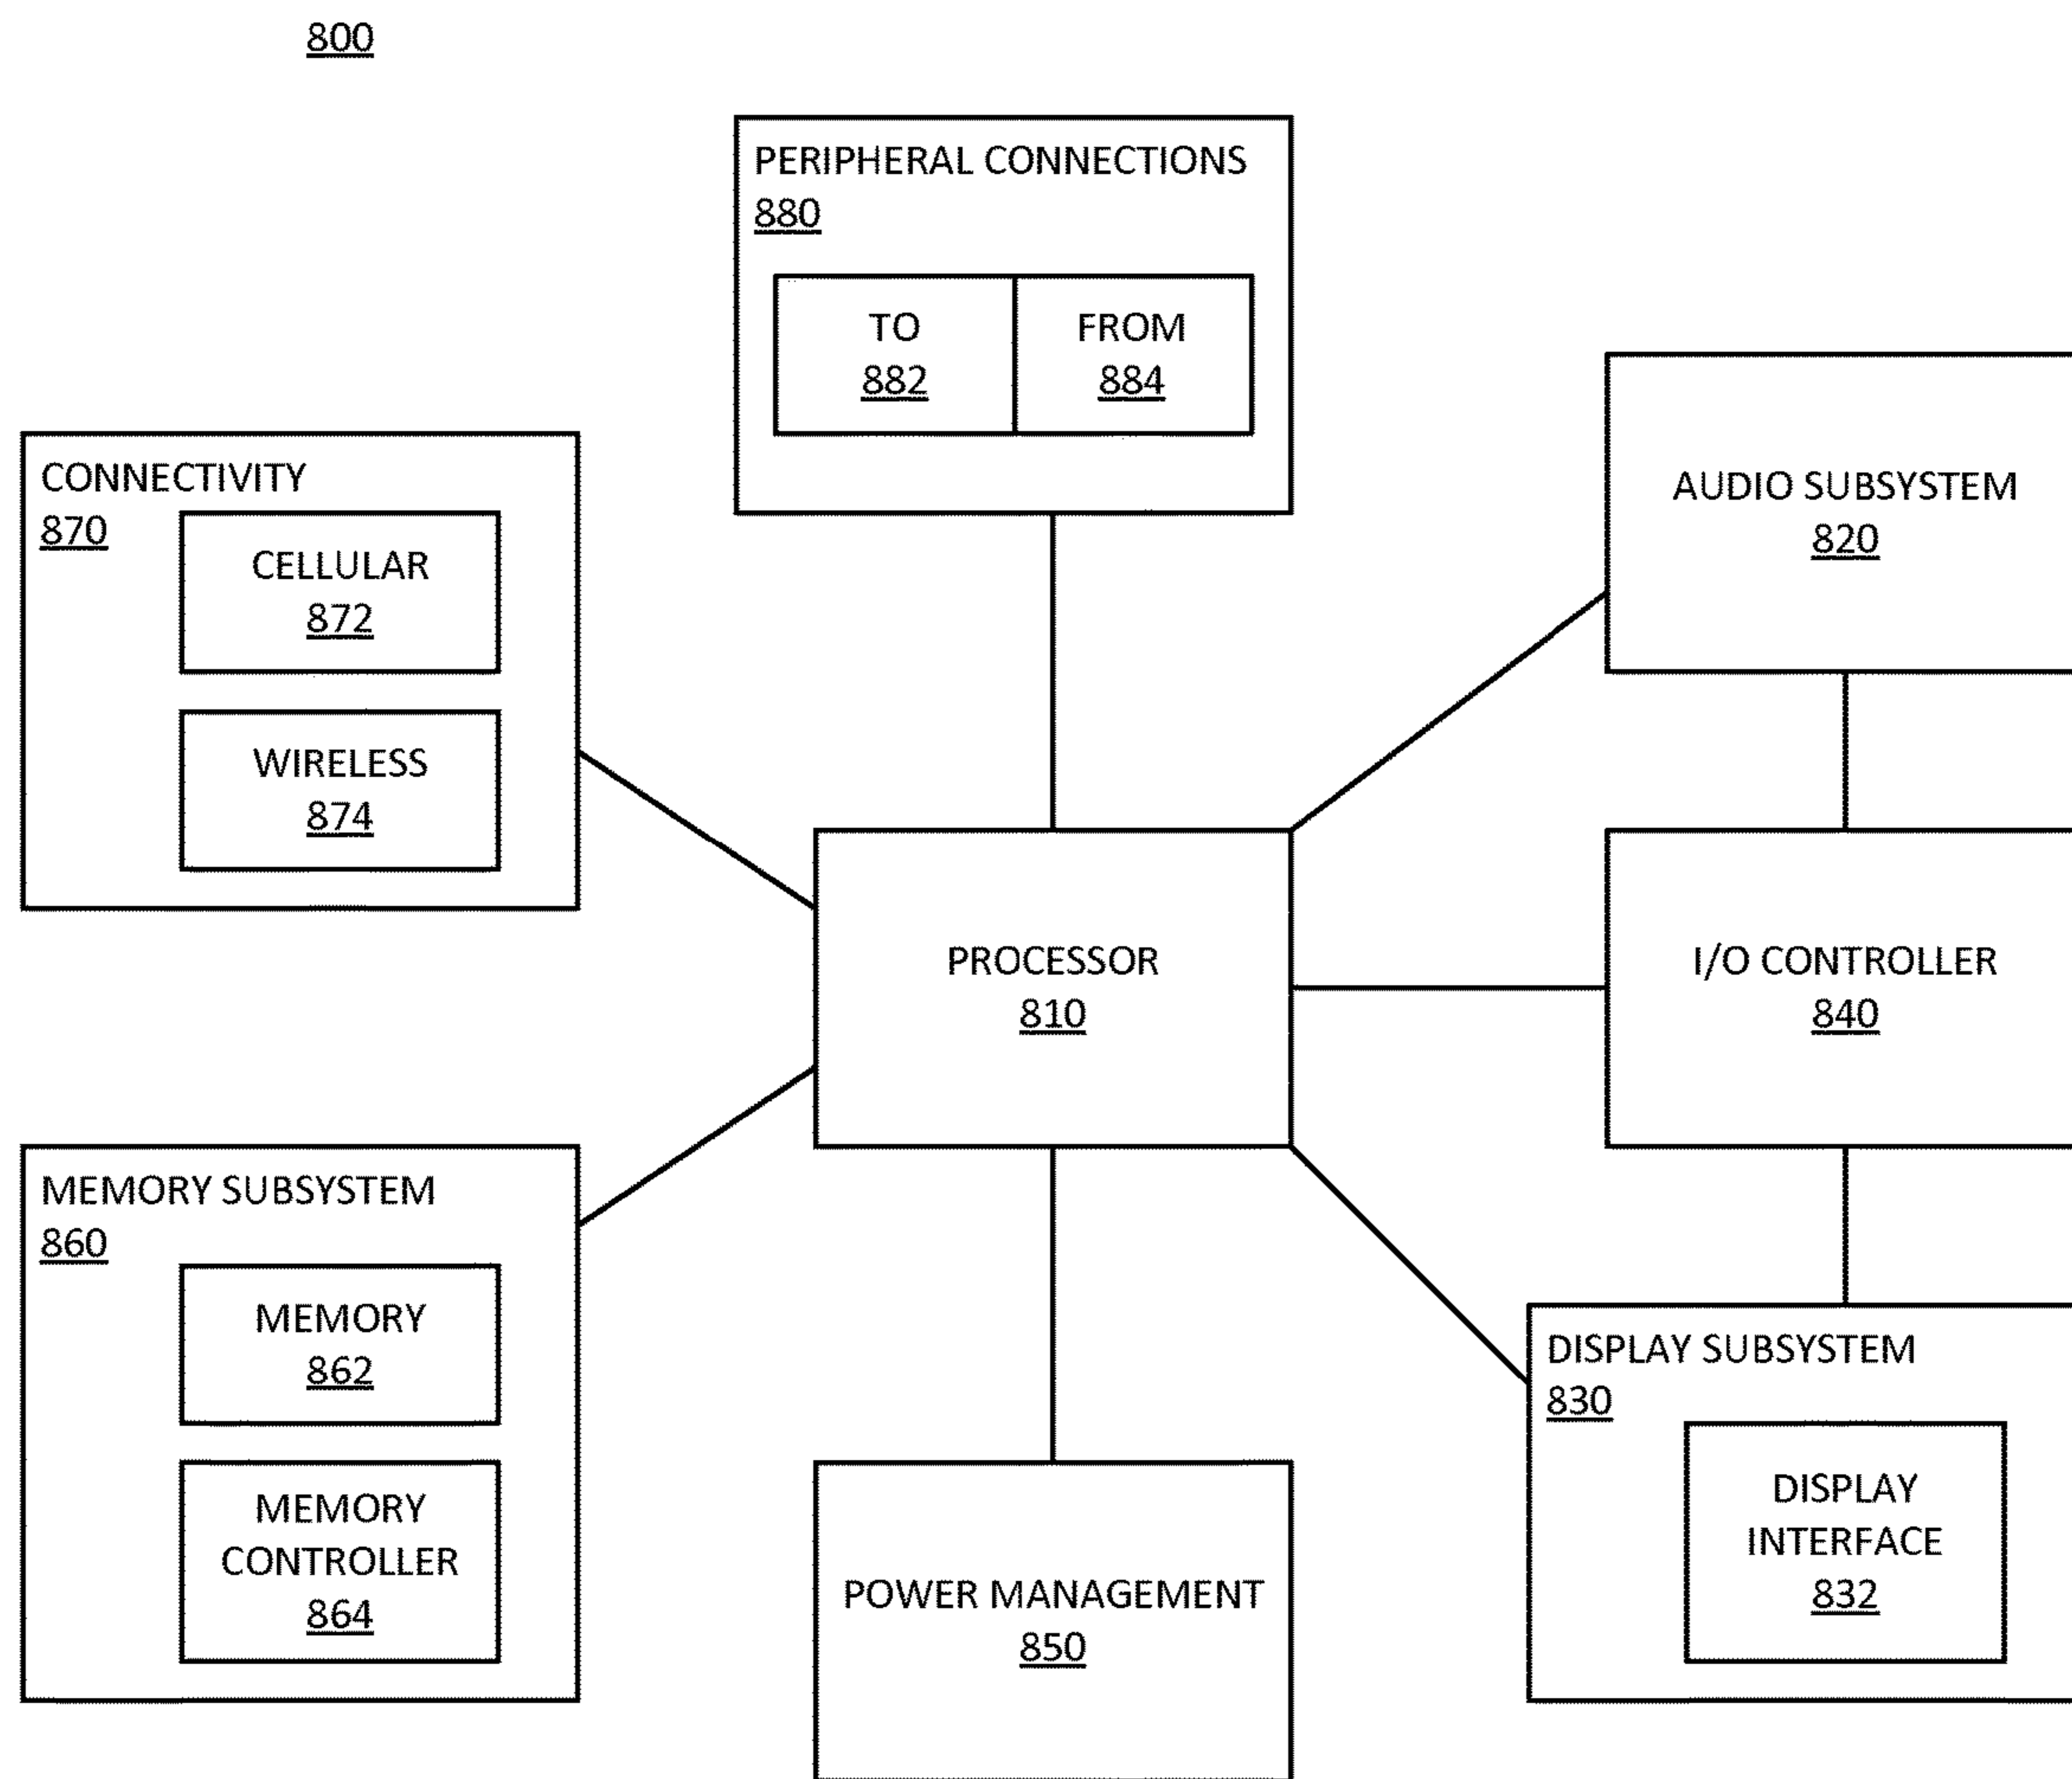 800
PERIPHERAL CONNECTIONS
880
TO
882
FROM
884
AUDIO SUBSYSTEM
820
CONNECTIVITY
870
CELLULAR
872
WIRELESS
874
PROCESSOR
810
I/O CONTROLLER
840
MEMORY SUBSYSTEM
860
MEMORY
862
MEMORY
CONTROLLER
864
POWER MANAGEMENT
850
DISPLAY SUBSYSTEM
830
DISPLAY
INTERFACE
832